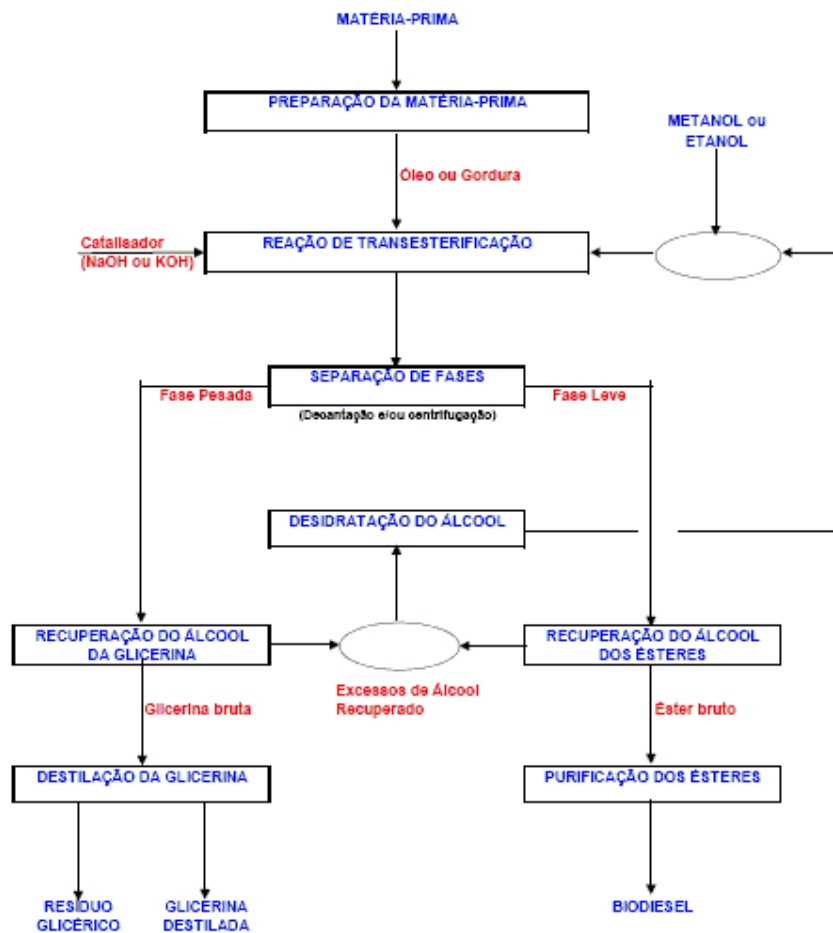 MATÉRIA-PRIMA
PREPARAÇÃO DA MATÉRIA-PRIMA
METANOL ou
ETANOL
Óleo ou Gordura
Catalisador
(NaOH ou KOH)
REAÇÃO DE TRANSESTERIFICAÇÃO
SEPARAÇÃO DE FASES
Fase Pesada
Fase Leve
(Decantação e/ou centrifugação)
DESIDRATAÇÃO DO ÁLCOOL
RECUPERAÇÃO DO ÁLCOOL
DA GLICERINA
RECUPERAÇÃO DO ÁLCOOL
DOS ÉSTERES
Excessos de Álcool
Recuperado
Glicerina bruta
Éster bruto
DESTILAÇÃO DA GLICERINA
PURIFICAÇÃO DOS ÉSTERES
RESÍDUO
GLICÉRICO
GLICERINA
DESTILADA
BIODIESEL